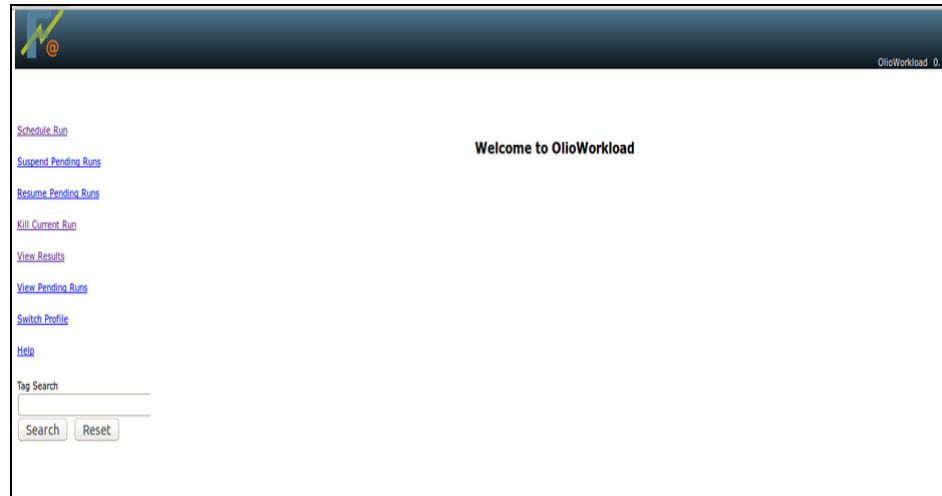 @
OlioWorkload 0.
Schedule Run
Welcome to OlioWorkload
Suspend Pending Runs
Resume Pending Runs
Kill Current Run
View Results
View Pending Runs
Switch Profile
Help
Tag Search
Search Reset